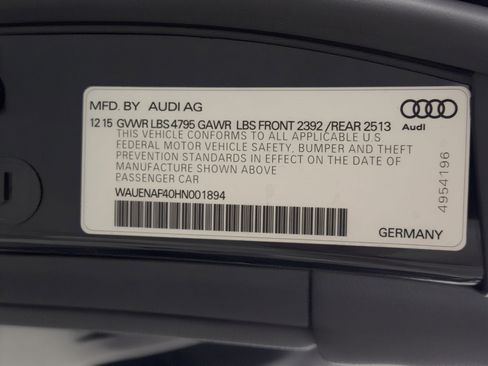 MFD. BY AUDI AG
12 15 GVWR LBS 4795 GAWR LBS FRONT 2392 /REAR 2513
THIS VEHICLE CONFORMS TO ALL APPLICABLE U.S
FEDERAL MOTOR VEHICLE SAFETY, BUMPER, AND THEFT
PREVENTION STANDARDS IN EFFECT ON THE DATE OF
MANUFACTURE SHOWN ABOVE
PASSENGER CAR
WAUENAF40HN001894
Audi
4954196
GERMANY